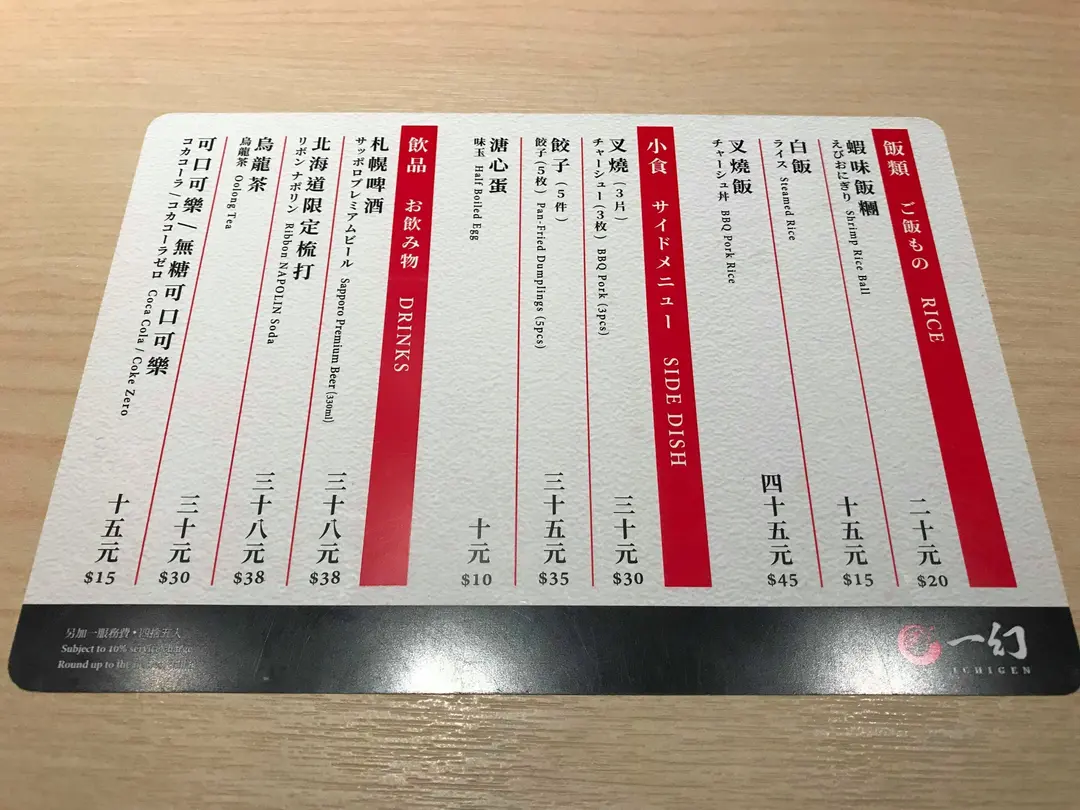 飯類 ご飯もの RICE
蝦味飯糰
えびおにぎり Shrimp Rice Ball
二十元
$20
白飯
ライス Steamed Rice
十五元
$15
叉燒飯
チャーシュ丼 BBQ Pork Rice
四十五元
$45
小食 サイドメニュー SIDE DISH
叉燒(3片)
チャーシュー(3枚) BBQ Pork (3pcs)
三十元
$30
餃子(5件)
餃子(5枚) Pan-Fried Dumplings (5pcs)
三十五元
$35
溏心蛋
味玉 Half Boiled Egg
十元
$10
飲品 お飲み物 DRINKS
札幌啤酒
サッポロプレミアムビール Sapporo Premium Beer (330ml)
三十八元
$38
北海道限定梳打
リボン ナポリン Ribbon NAPOLIN Soda
三十八元
$38
烏龍茶
烏龍茶 Oolong Tea
三十元
$30
可口可樂/無糖可口可樂
コカコーラ/コカコーラゼロ Coca Cola / Coke Zero
十五元
$15
另加一服務費•四捨五入
Subject to 10% service charge
Round up to the
一幻
ICHIGEN